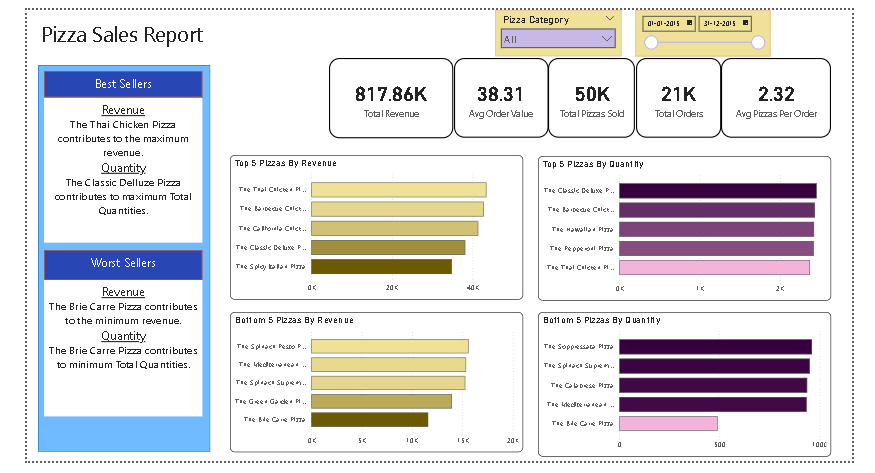 Pizza Sales Report
Pizza Category
All
01-01-2015
31-12-2015
Best Sellers
Revenue
The Thai Chicken Pizza
contributes to the maximum
revenue.
Quantity
The Classic Delluze Pizza
contributes to maximum Total
Quantities.
Worst Sellers
Revenue
The Brie Carre Pizza contributes
to the minimum revenue.
Quantity
The Brie Carre Pizza contributes
to minimum Total Quantities.
817.86K
Total Revenue
38.31
Avg Order Value
50K
Total Pizzas Sold
21K
Total Orders
2.32
Avg Pizzas Per Order
Top 5 Pizzas By Revenue
The Thai Chicken Pi...
The Barbecue Chick...
The California Chick...
The Classic Deluxe P...
The Spicy Italian Pizza
0K 20K 40K
Top 5 Pizzas By Quantity
The Classic Deluxe P...
The Barbecue Chick...
The Hawaiian Pizza
The Pepperoni Pizza
The Thai Chicken Pi...
0K 1K 2K
Bottom 5 Pizzas By Revenue
The Spinach Pesto P...
The Mediterranean ...
The Spinach Suprem...
The Green Garden Pi...
The Brie Carre Pizza
0K 5K 10K 15K 20K
Bottom 5 Pizzas By Quantity
The Soppressata Pizza
The Spinach Suprem...
The Calabrese Pizza
The Mediterranean ...
The Brie Carre Pizza
0 500 1000